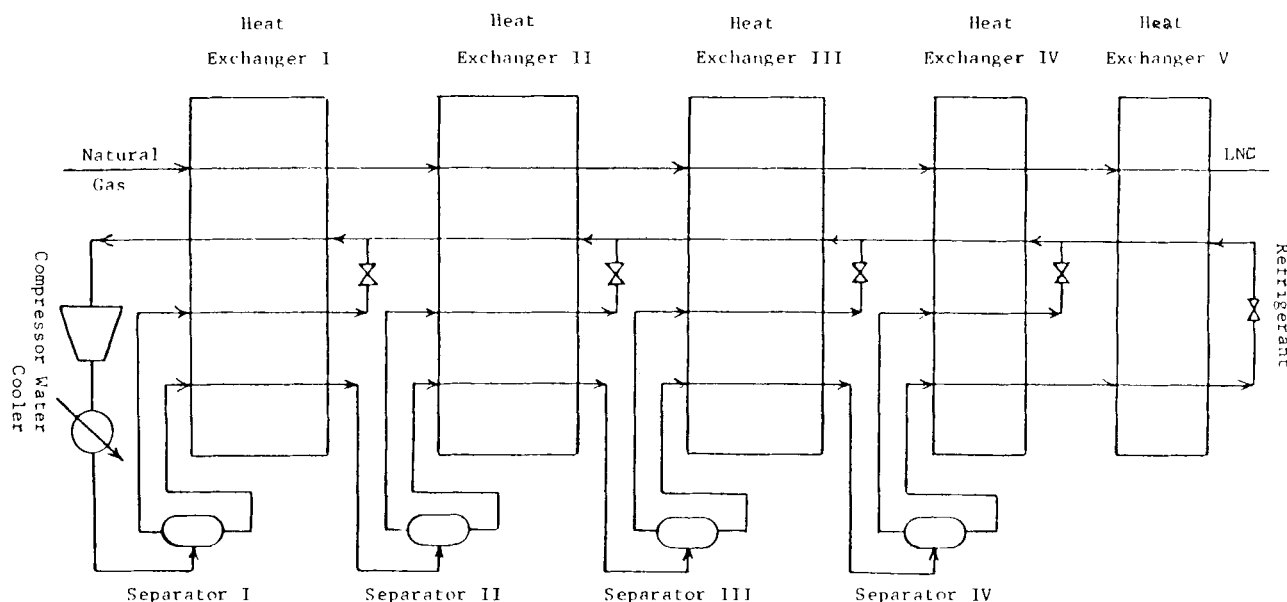 Heat
Exchanger I
Heat
Exchanger II
Heat
Exchanger III
Heat
Exchanger IV
Heat
Exchanger V
Natural
Gas
LNG
Compressor Water
Cooler
Refrigerant
Separator I
Separator II
Separator III
Separator IV